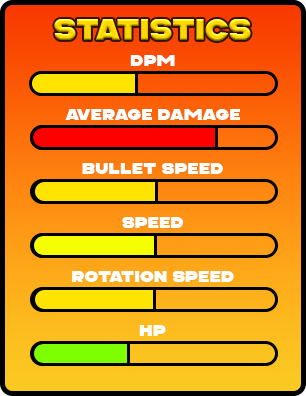 STATISTICS
DPM
AVERAGE DAMAGE
BULLET SPEED
SPEED
ROTATION SPEED
HP